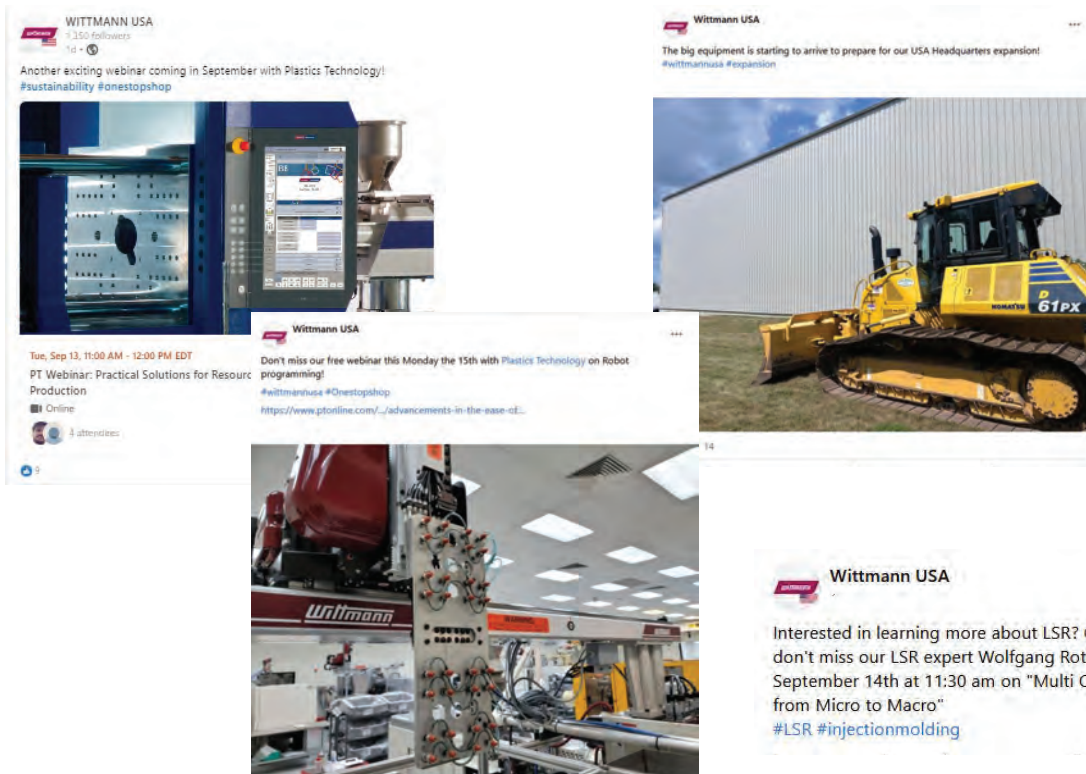 WITTMANN USA
1,150 followers
1d •
Another exciting webinar coming in September with Plastics Technology!
#sustainability #onestopshop
Tue, Sep 13, 11:00 AM - 12:00 PM EDT
PT Webinar: Practical Solutions for
Production
Online
4 attendees
9
Wittmann USA
The big equipment is starting to arrive to prepare for our USA Headquarters expansion!
#wittmannusa #expansion
KOMATSU
D
61PX
14
Wittmann USA
Don't miss our free webinar this Monday the 15th with Plastics Technology on Robot
programming!
#wittmannusa #Onestopshop
https://www.ptonline.com/.../advancements-in-the-ease-of...
Wittmann
WARNING
Wittmann USA
Interested in learning more about LSR?
don't miss our LSR expert Wolfgang
September 14th at 11:30 am on "Multi
from Micro to Macro"
#LSR #injectionmolding